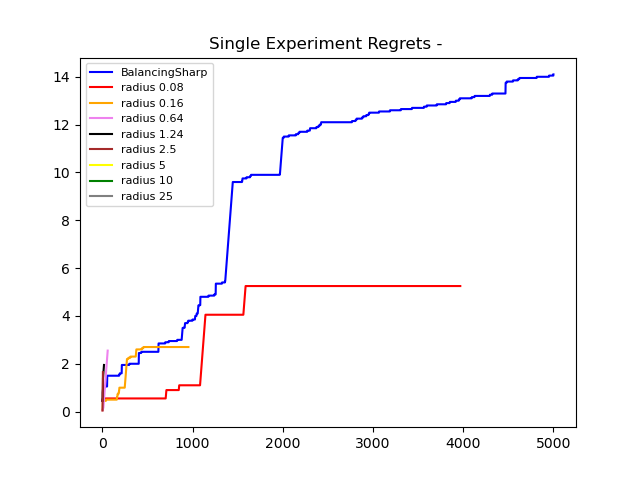 Single Experiment Regrets -
BalancingSharp
radius 0.08
radius 0.16
radius 0.64
radius 1.24
radius 2.5
radius 5
radius 10
radius 25
14
12
10
8
6
4
2
0
0 1000 2000 3000 4000 5000